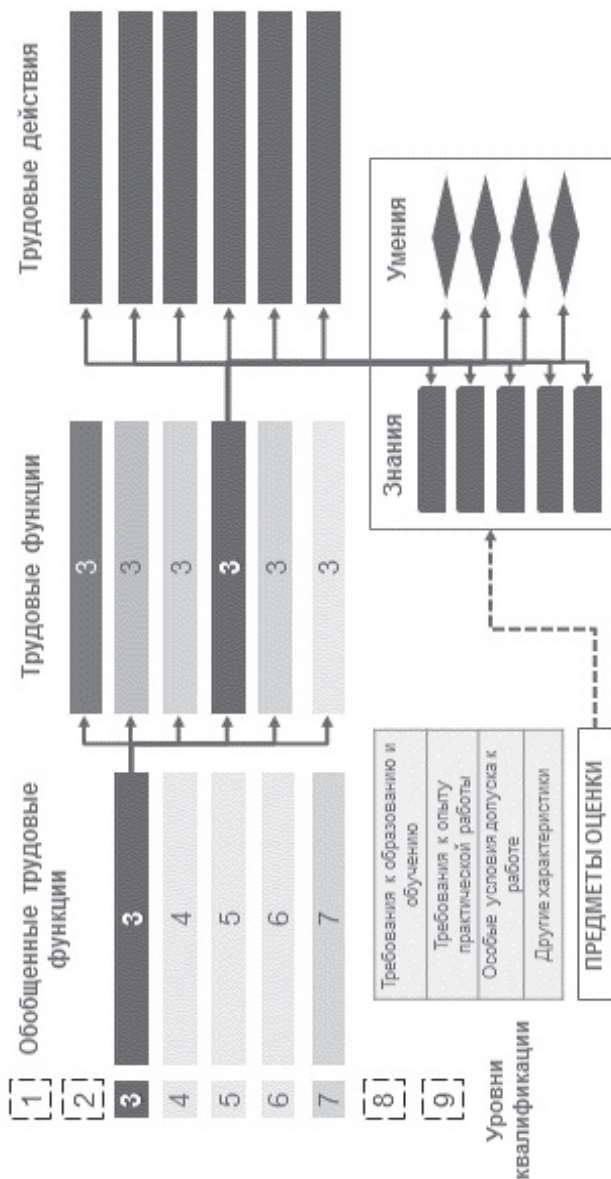 Обобщенные трудовые
функции
Трудовые функции
Трудовые действия
1
2
3
4
5
6
7
8
9
Уровни
квалификации
3
4
5
6
7
3
3
3
3
3
3
Требования к образованию и
обучению
Требования к опыту
практической работы
Особые условия допуска к
работе
Другие характеристики
ПРЕДМЕТЫ ОЦЕНКИ
Знания
Умения